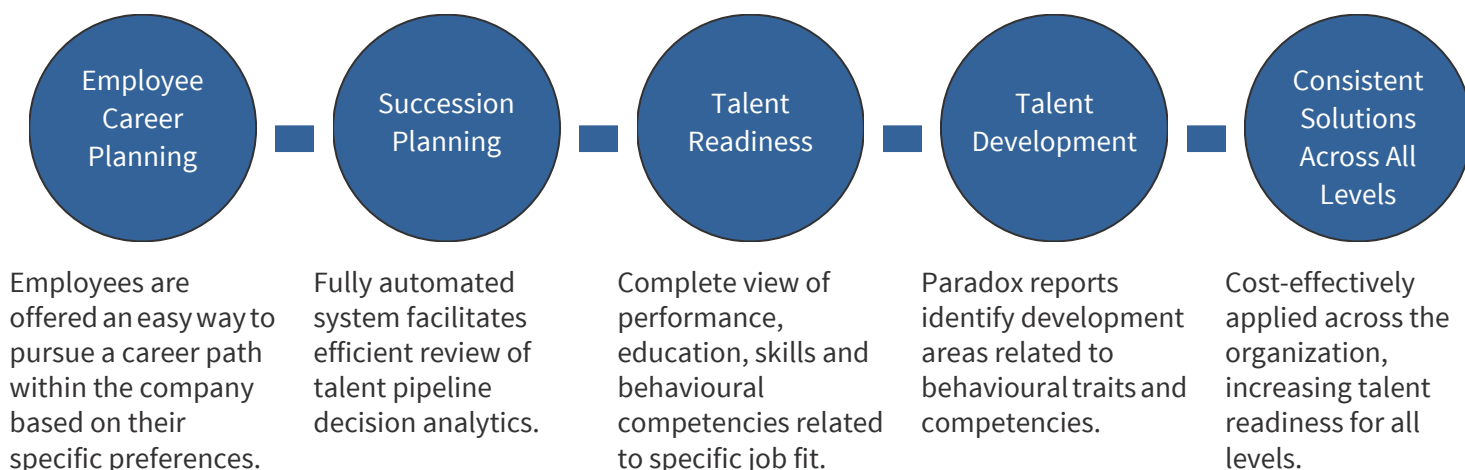 Employee
Career
Planning
Succession
Planning
Talent
Readiness
Talent
Development
Consistent
Solutions
Across All
Levels
Employees are
offered an easy way to
pursue a career path
within the company
based on their
specific preferences.
Fully automated
system facilitates
efficient review of
talent pipeline
decision analytics.
Complete view of
performance,
education, skills and
behavioural
competencies related
to specific job fit.
Paradox reports
identify development
areas related to
behavioural traits and
competencies.
Cost-effectively
applied across the
organization,
increasing talent
readiness for all
levels.